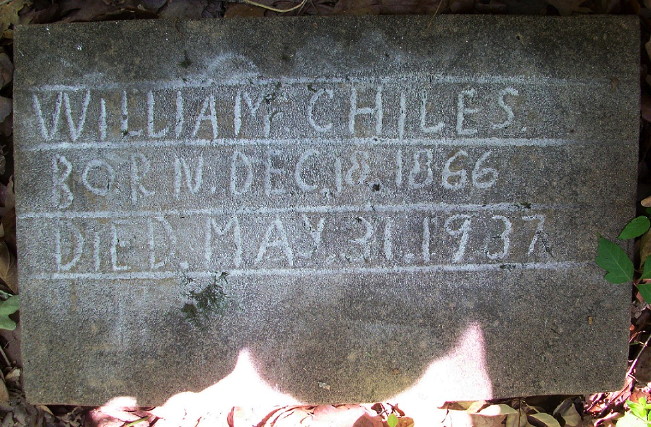 WILLIAM. CHILES.
BORN. DEC.18. 1866
DIED. MAY.31.1937.